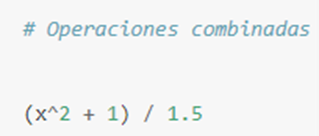 # Operaciones combinadas
(x^2 + 1) / 1.5